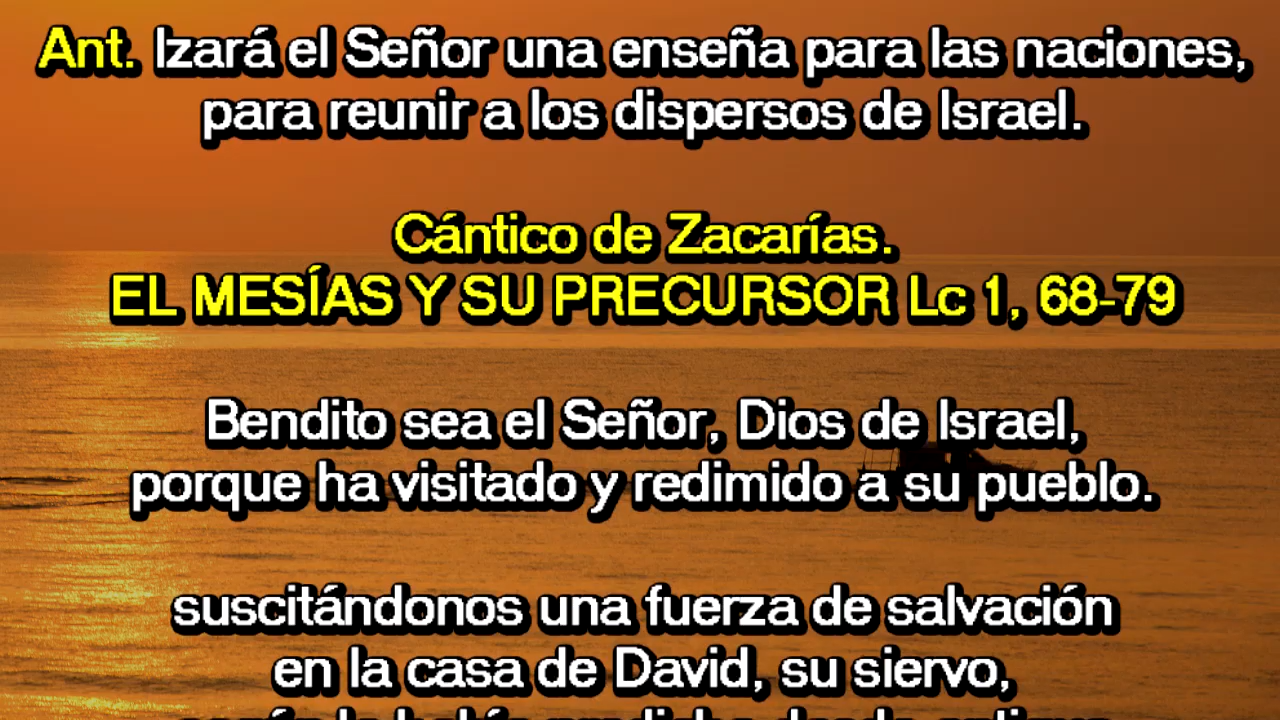 Ant. Izará el Señor una enseña para las naciones,
para reunir a los dispersos de Israel.
Cántico de Zacarías.
EL MESÍAS Y SU PRECURSOR Lc 1, 68-79
Bendito sea el Señor, Dios de Israel,
porque ha visitado y redimido a su pueblo.
suscitándonos una fuerza de salvación
en la casa de David, su siervo,